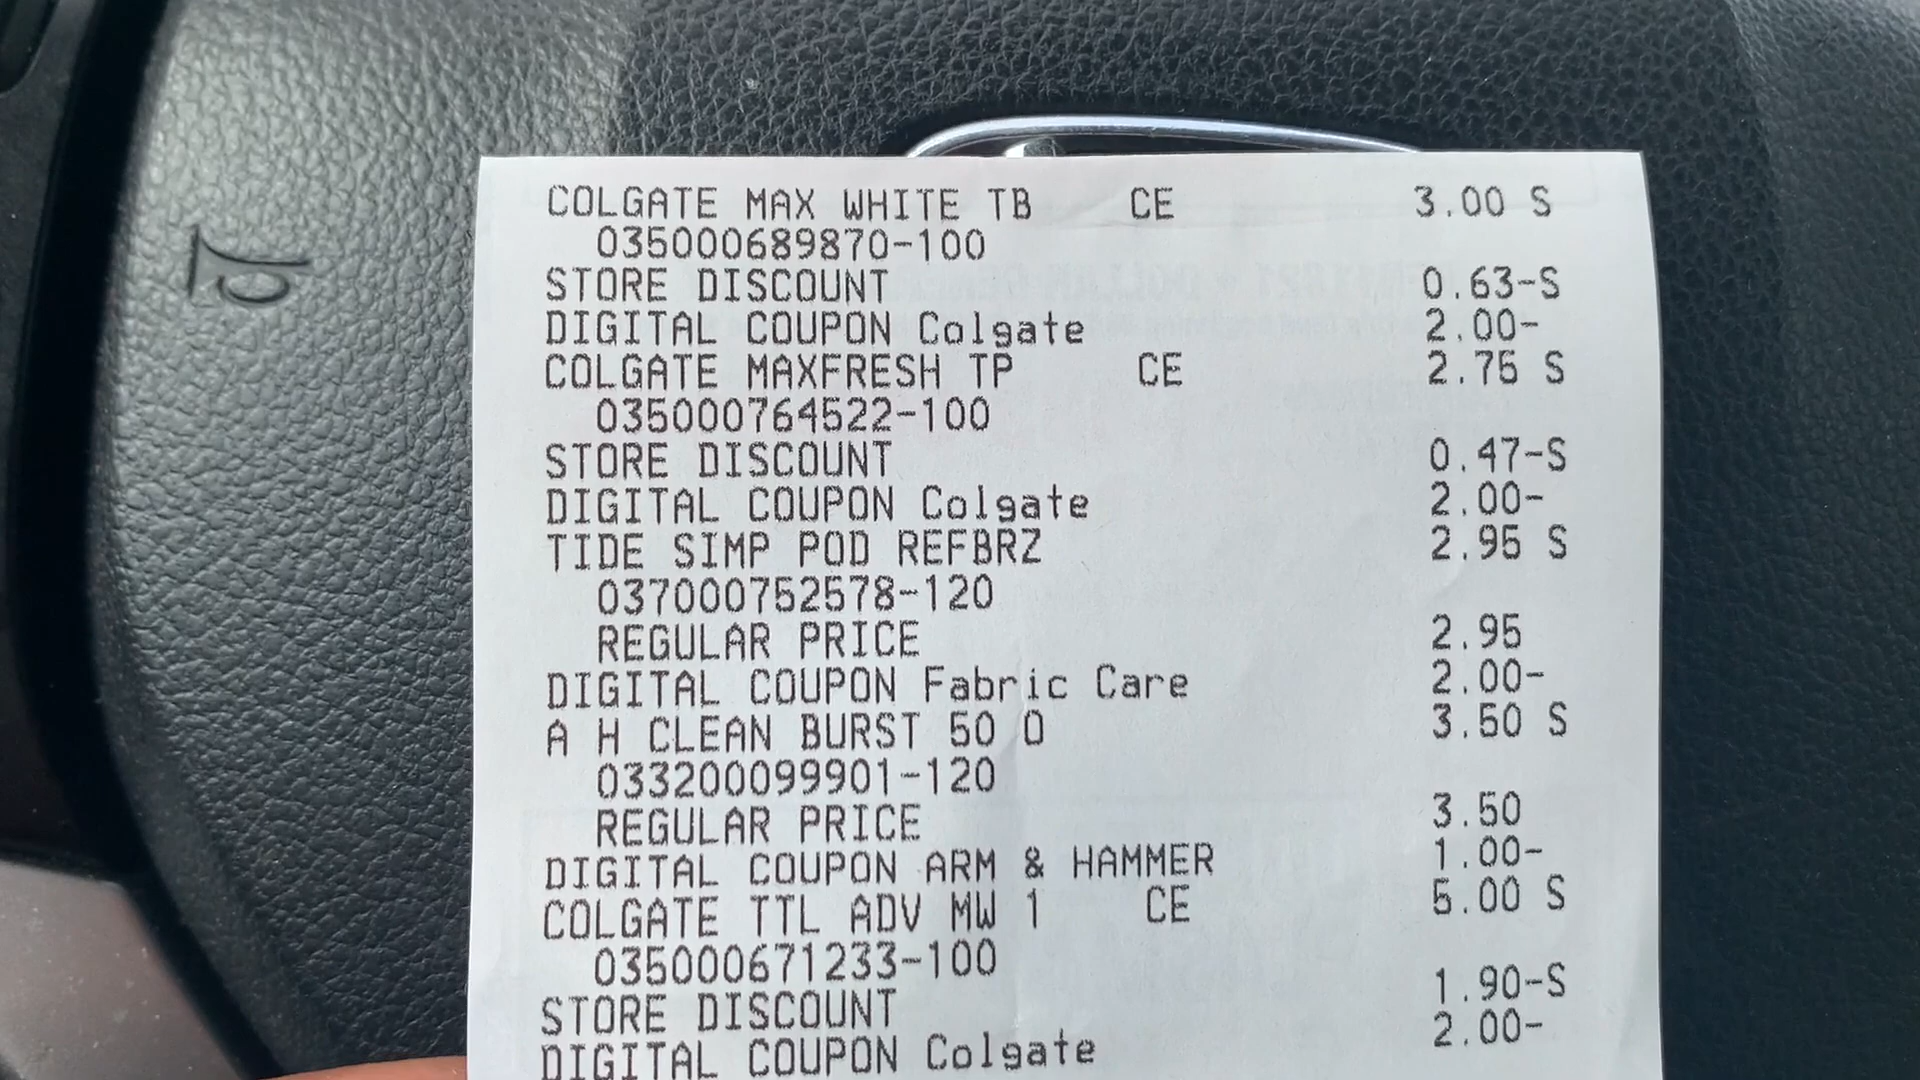 COLGATE MAX WHITE TB CE 3.00 S
035000689870-100
STORE DISCOUNT 0.63-S
DIGITAL COUPON Colgate 2.00-
COLGATE MAXFRESH TP CE 2.75 S
035000764522-100
STORE DISCOUNT 0.47-S
DIGITAL COUPON Colgate 2.00-
TIDE SIMP POD REFBRZ 2.95 S
037000752578-120
REGULAR PRICE 2.95
DIGITAL COUPON Fabric Care 2.00-
A H CLEAN BURST 50 O 3.50 S
033200099901-120
REGULAR PRICE 3.50
DIGITAL COUPON ARM & HAMMER 1.00-
COLGATE TTL ADV MW 1 CE 5.00 S
035000671233-100
STORE DISCOUNT 1.90-S
DIGITAL COUPON Colgate 2.00-